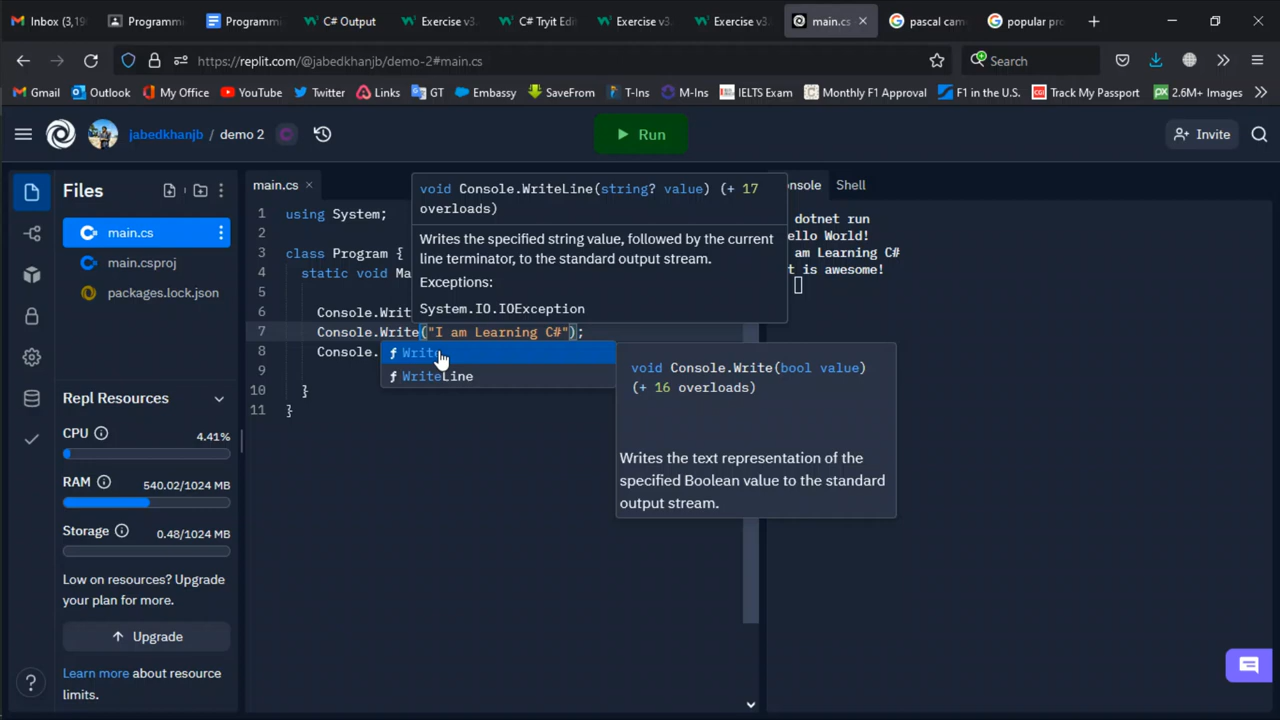 Inbox (3,19
Programmi
Programmi
C# Output
Exercise v3.
C# Tryit Edi
Exercise v3.
Exercise v3.
main.cs
pascal cam
popular pro
https://replit.com/@jabedkhanjb/demo-2#main.cs
Search
Gmail
Outlook
My Office
YouTube
Twitter
Links
GT
Embassy
SaveFrom
T-Ins
M-Ins
IELTS Exam
Monthly F1 Approval
F1 in the U.S.
Track My Passport
2.6M+ Images
jabedkhanjb / demo 2
Run
Invite
Files
main.cs
main.csproj
packages.lock.json
Repl Resources
CPU
4.41%
RAM
540.02/1024 MB
Storage
0.48/1024 MB
Low on resources? Upgrade
your plan for more.
Upgrade
Learn more about resource
limits.
main.cs
1 using System;
2
3 class Program {
4 static void Ma
5
6 Console.Writ
7 Console.Write("I am Learning C#");
8 Console.
9
10 }
11 }
void Console.WriteLine(string? value) (+ 17
overloads)
Writes the specified string value, followed by the current
line terminator, to the standard output stream.
Exceptions:
System.IO.IOException
f Write
f WriteLine
void Console.Write(bool value)
(+ 16 overloads)
Writes the text representation of the
specified Boolean value to the standard
output stream.
onsole
Shell
dotnet run
ello World!
am Learning C#
t is awesome!